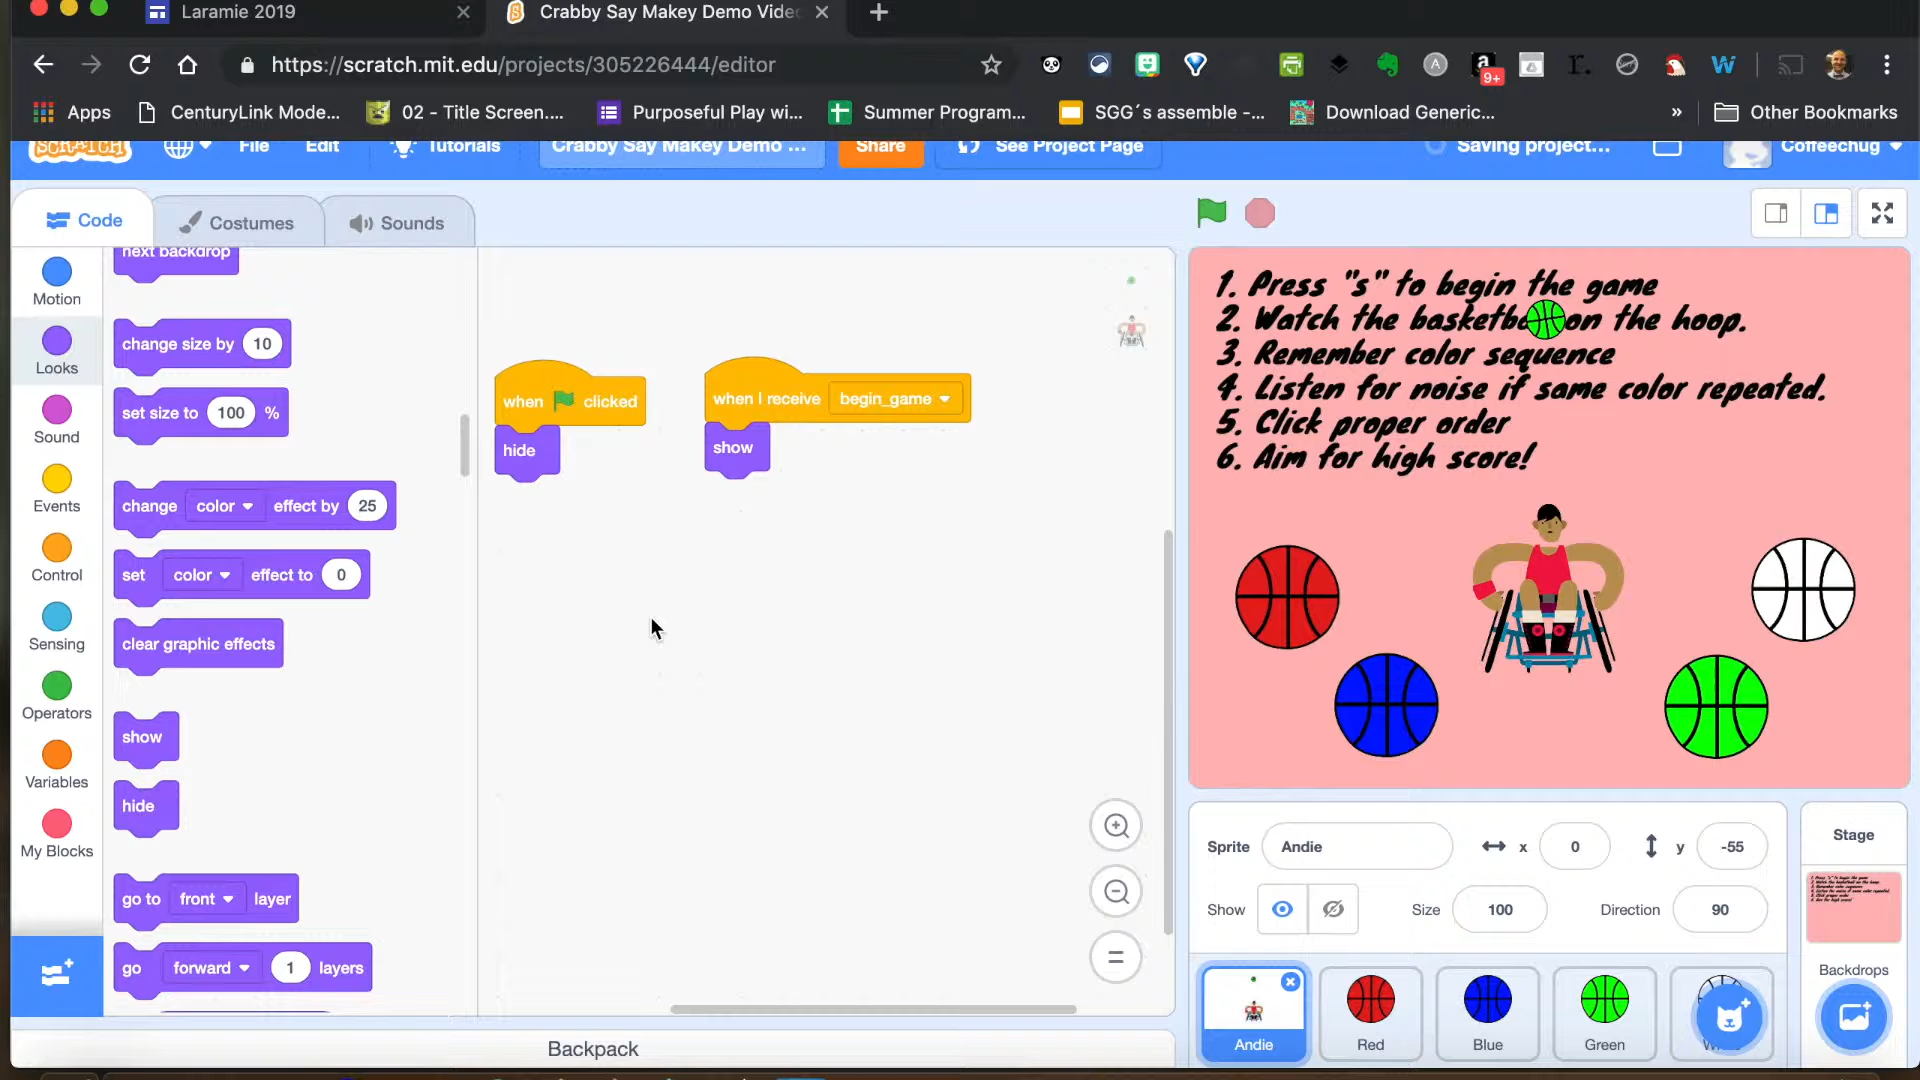 Laramie 2019
Crabby Say Makey Demo Vide
https://scratch.mit.edu/projects/305226444/editor
9+
Apps
CenturyLink Mode...
02 - Title Screen....
Purposeful Play wi...
Summer Program...
SGG´s assemble -...
Download Generic...
»
Other Bookmarks
SCRATCH
File
Edit
Tutorials
Crabby Say Makey Demo ...
Share
See Project Page
Saving project...
Coffeechug
Code
Costumes
Sounds
Motion
Looks
Sound
Events
Control
Sensing
Operators
Variables
My Blocks
next backdrop
change size by 10
set size to 100 %
change color effect by 25
set color effect to 0
clear graphic effects
show
hide
go to front layer
go forward 1 layers
when clicked
hide
when I receive begin_game
show
Backpack
1. Press "s" to begin the game
2. Watch the basketba on the hoop.
3. Remember color sequence
4. Listen for noise if same color repeated.
5. Click proper order
6. Aim for high score!
Sprite Andie x 0 y -55
Show Size 100 Direction 90
Andie
Red
Blue
Green
Stage
Backdrops